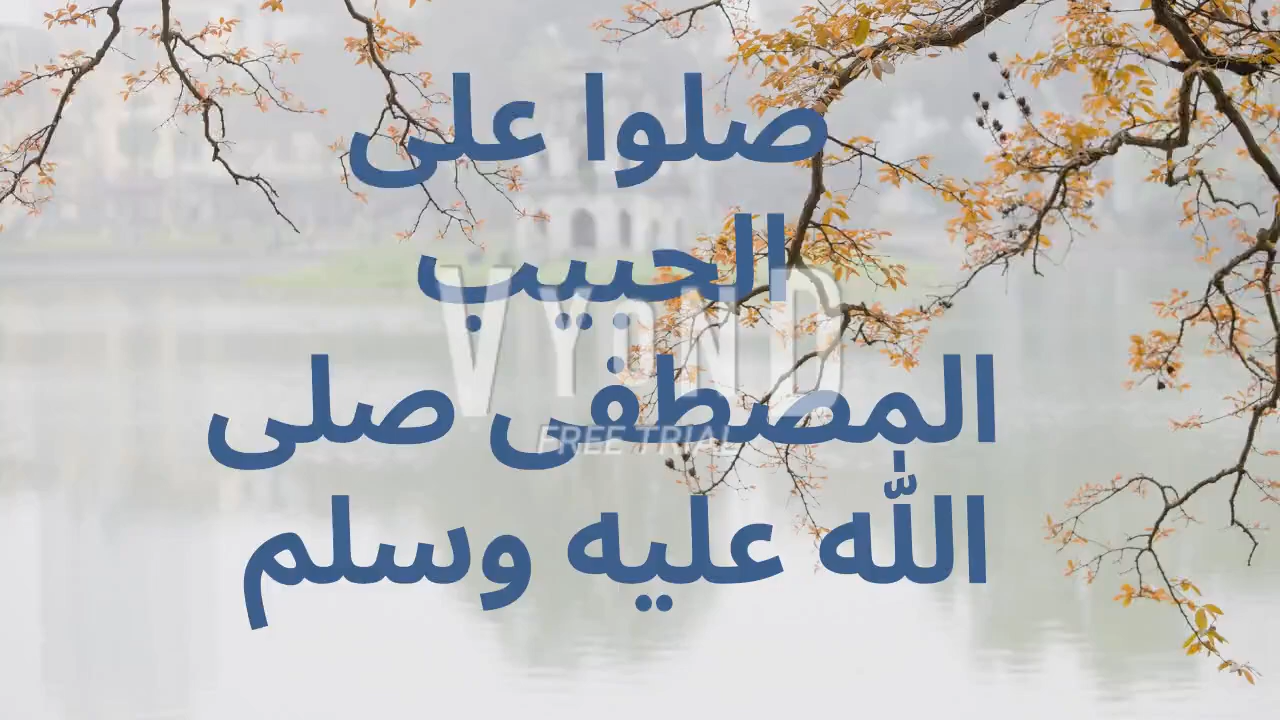 صلوا على
الحبيب
المصطفى صلى
الله عليه وسلم
VYOND
FREE TRIAL